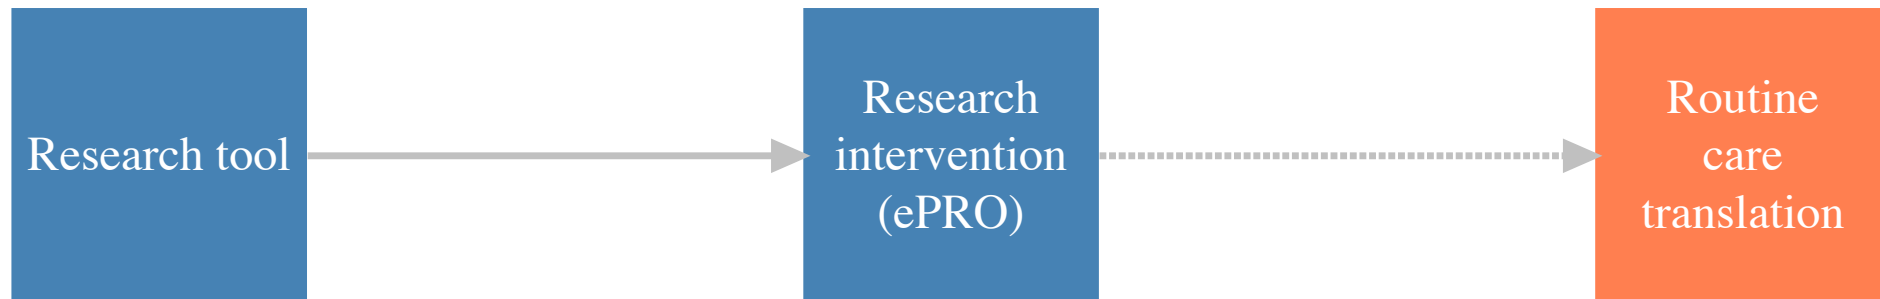 Research tool
Research
intervention
(ePRO)
Routine
care
translation